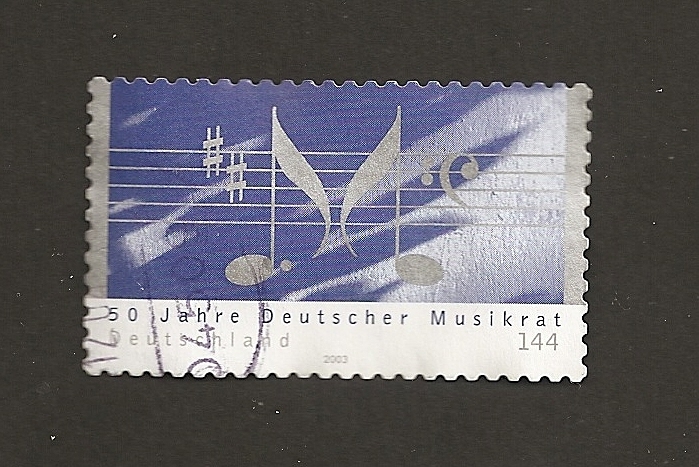 50 Jahre Deutscher Musikrat
Deutschland
144
2003